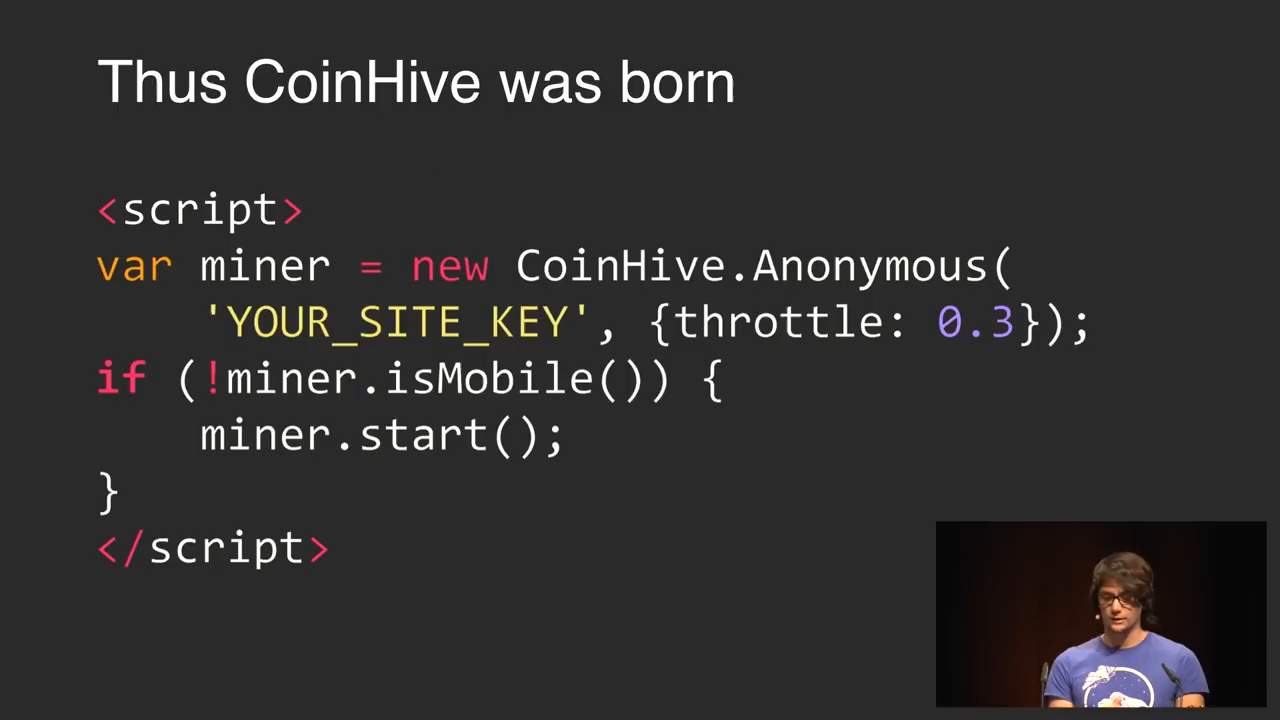 Thus CoinHive was born
<script>
var miner = new CoinHive.Anonymous(
    'YOUR_SITE_KEY', {throttle: 0.3});
if (!miner.isMobile()) {
    miner.start();
}
</script>